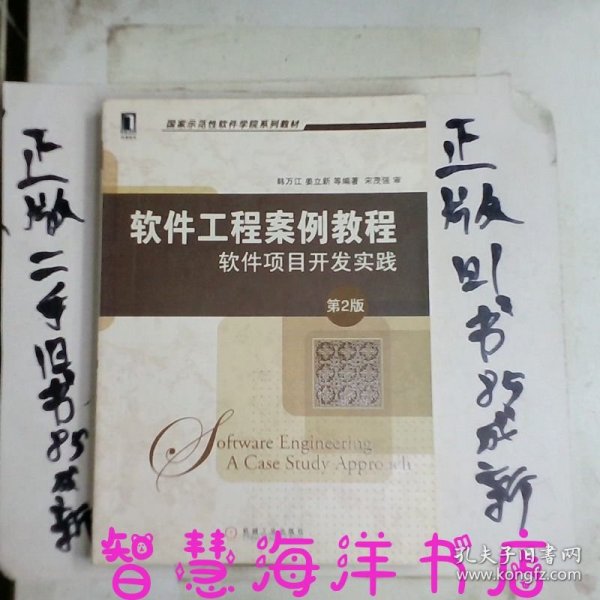 国家示范性软件学院系列教材
韩万江 姜立新 等编著 宋茂强 审
软件工程案例教程
软件项目开发实践
第2版
Software Engineering
A Case Study Approach
机械工业出版社
正版二手旧书85成新
正版旧书85成新
智慧海洋书店
孔夫子旧书网
www.kongfz.com